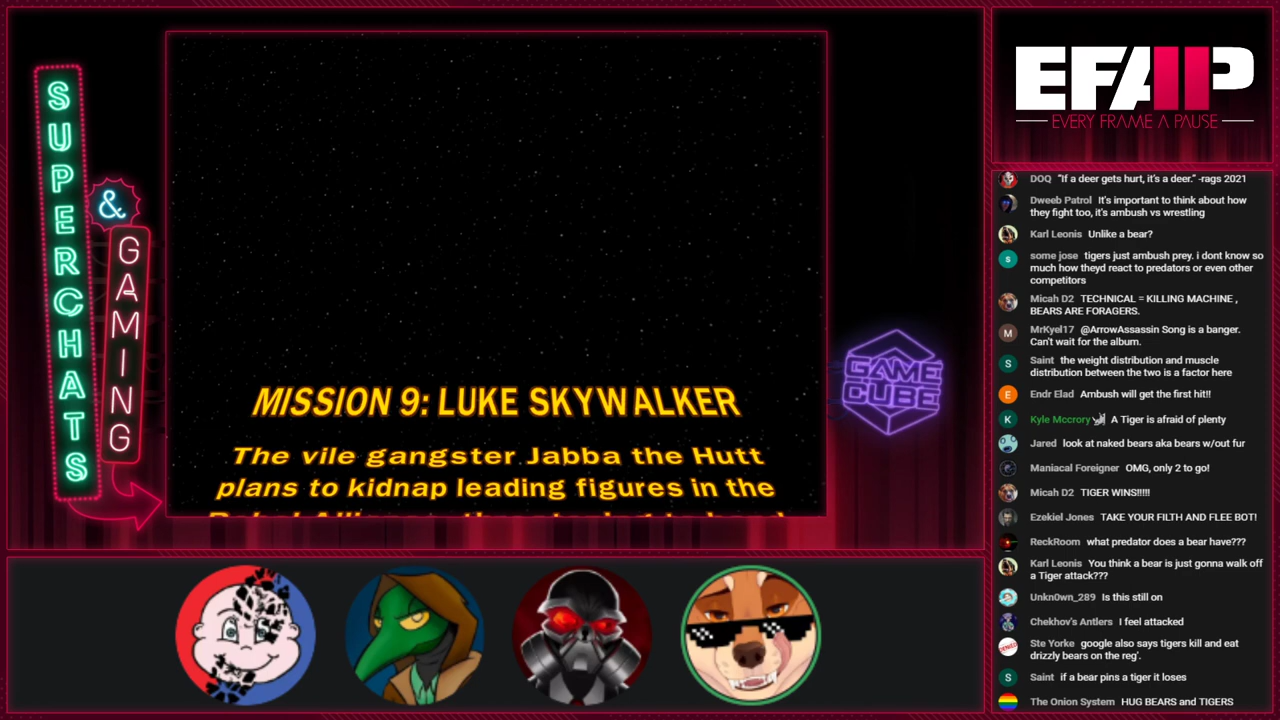 SUPERCHATS
&
GAMING
MISSION 9: LUKE SKYWALKER
The vile gangster Jabba the Hutt
plans to kidnap leading figures in the
GAME
CUBE
EFAP
EVERY FRAME A PAUSE
DOQ "If a deer gets hurt, it's a deer." -rags 2021
Dweeb Patrol It's important to think about how
they fight too, it's ambush vs wrestling
Karl Leonis Unlike a bear?
some jose tigers just ambush prey. i dont know so
much how theyd react to predators or even other
competitors
Micah D2 TECHNICAL = KILLING MACHINE ,
BEARS ARE FORAGERS.
MrKyel17 @ArrowAssassin Song is a banger.
Can't wait for the album.
Saint the weight distribution and muscle
distribution between the two is a factor here
Endr Elad Ambush will get the first hit!!
Kyle Mccrory A Tiger is afraid of plenty
Jared look at naked bears aka bears w/out fur
Maniacal Foreigner OMG, only 2 to go!
Micah D2 TIGER WINS!!!!!
Ezekiel Jones TAKE YOUR FILTH AND FLEE BOT!
ReckRoom what predator does a bear have???
Karl Leonis You think a bear is just gonna walk off
a Tiger attack???
Unkn0wn_289 Is this still on
Chekhov's Antlers I feel attacked
Ste Yorke google also says tigers kill and eat
drizzly bears on the reg'.
Saint if a bear pins a tiger it loses
The Onion System HUG BEARS and TIGERS